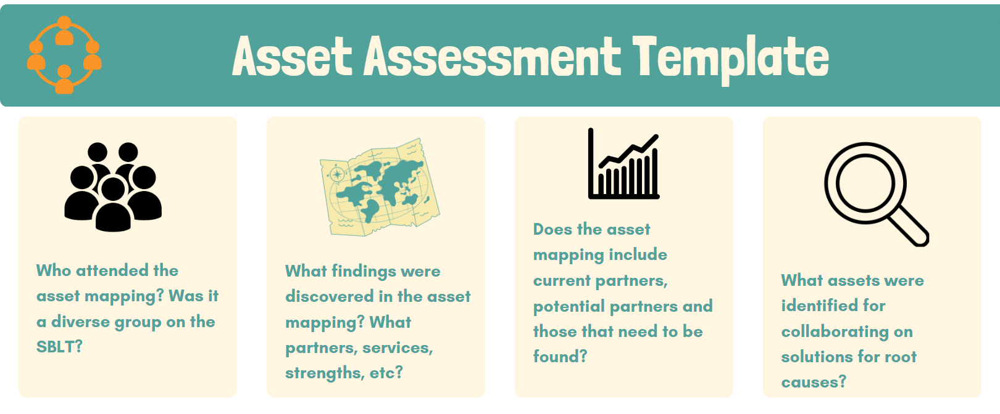 Asset Assessment Template
Who attended the
asset mapping? Was it
a diverse group on the
SBLT?
What findings were
discovered in the asset
mapping? What
partners, services,
strengths, etc?
Does the asset
mapping include
current partners,
potential partners and
those that need to be
found?
What assets were
identified for
collaborating on
solutions for root
causes?